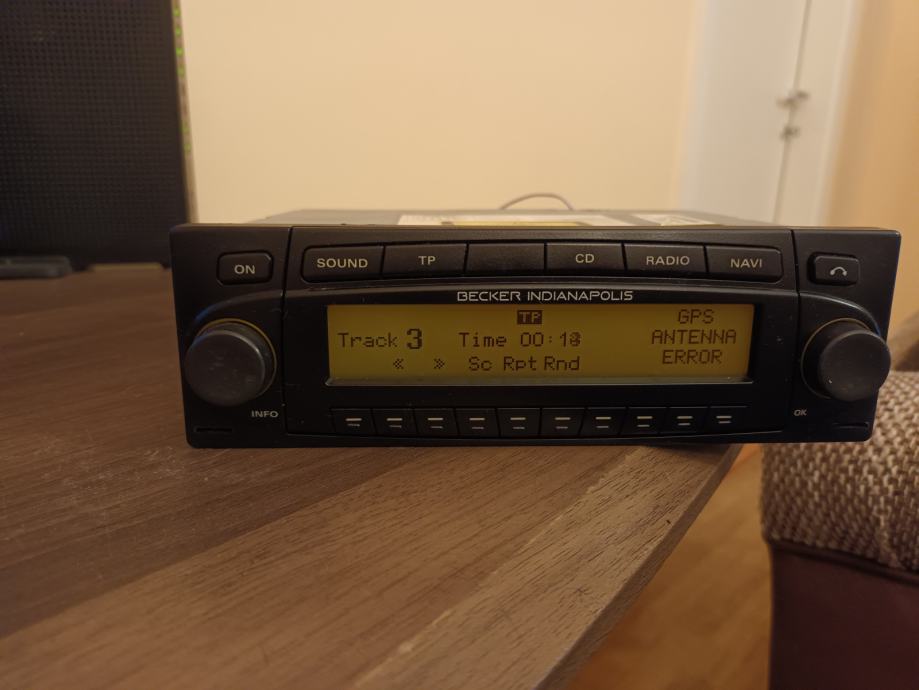 ON
SOUND TP CD RADIO NAVI
BECKER INDIANAPOLIS
TP GPS
Track 3 Time 00:18 ANTENNA
« » Sc Rpt Rnd ERROR
INFO OK